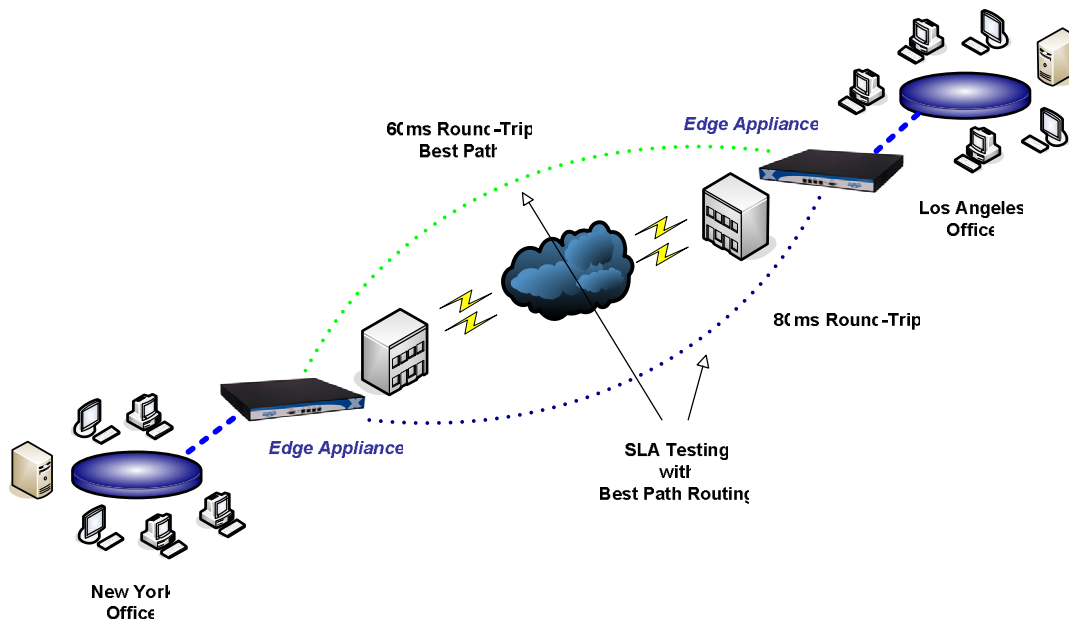 60ms Round-Trip
Best Path
Edge Appliance
Los Angeles
Office
80ms Round-Trip
Edge Appliance
SLA Testing
with
Best Path Routing
New York
Office